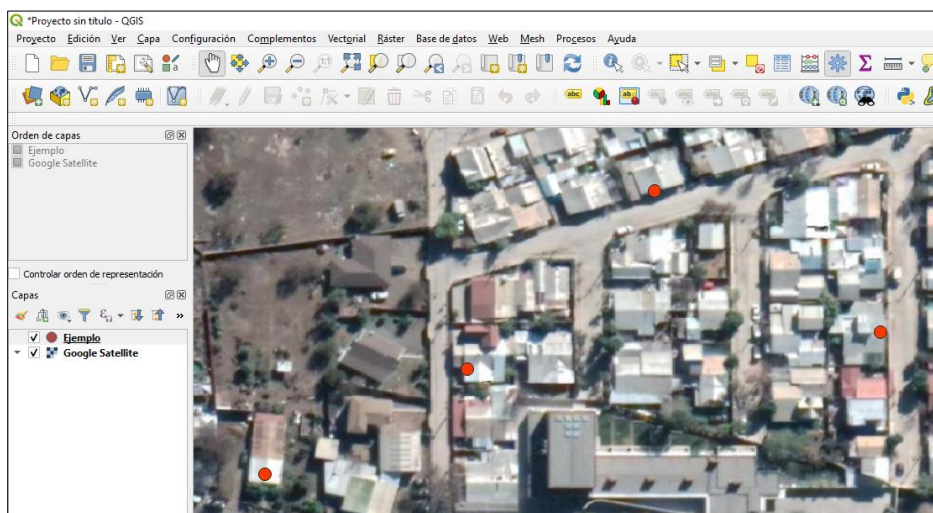 *Proyecto sin título - QGIS
Proyecto Edición Ver Capa Configuración Complementos Vectorial Ráster Base de datos Web Mesh Procesos Ayuda
abc
Orden de capas
Ejemplo
Google Satellite
Controlar orden de representación
Capas
Ejemplo
Google Satellite